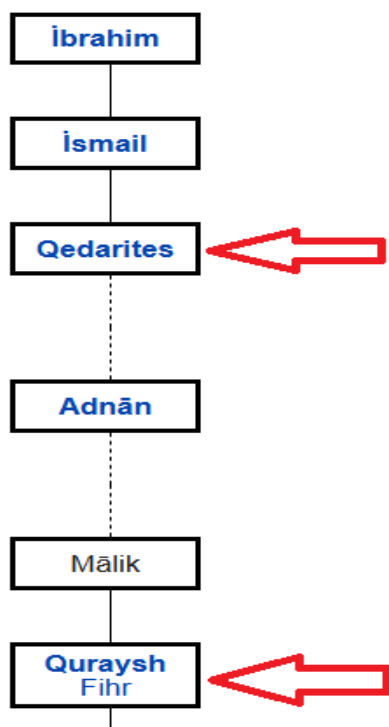 İbrahim
İsmail
Qedarites
Adnān
Mālik
Quraysh
Fihr